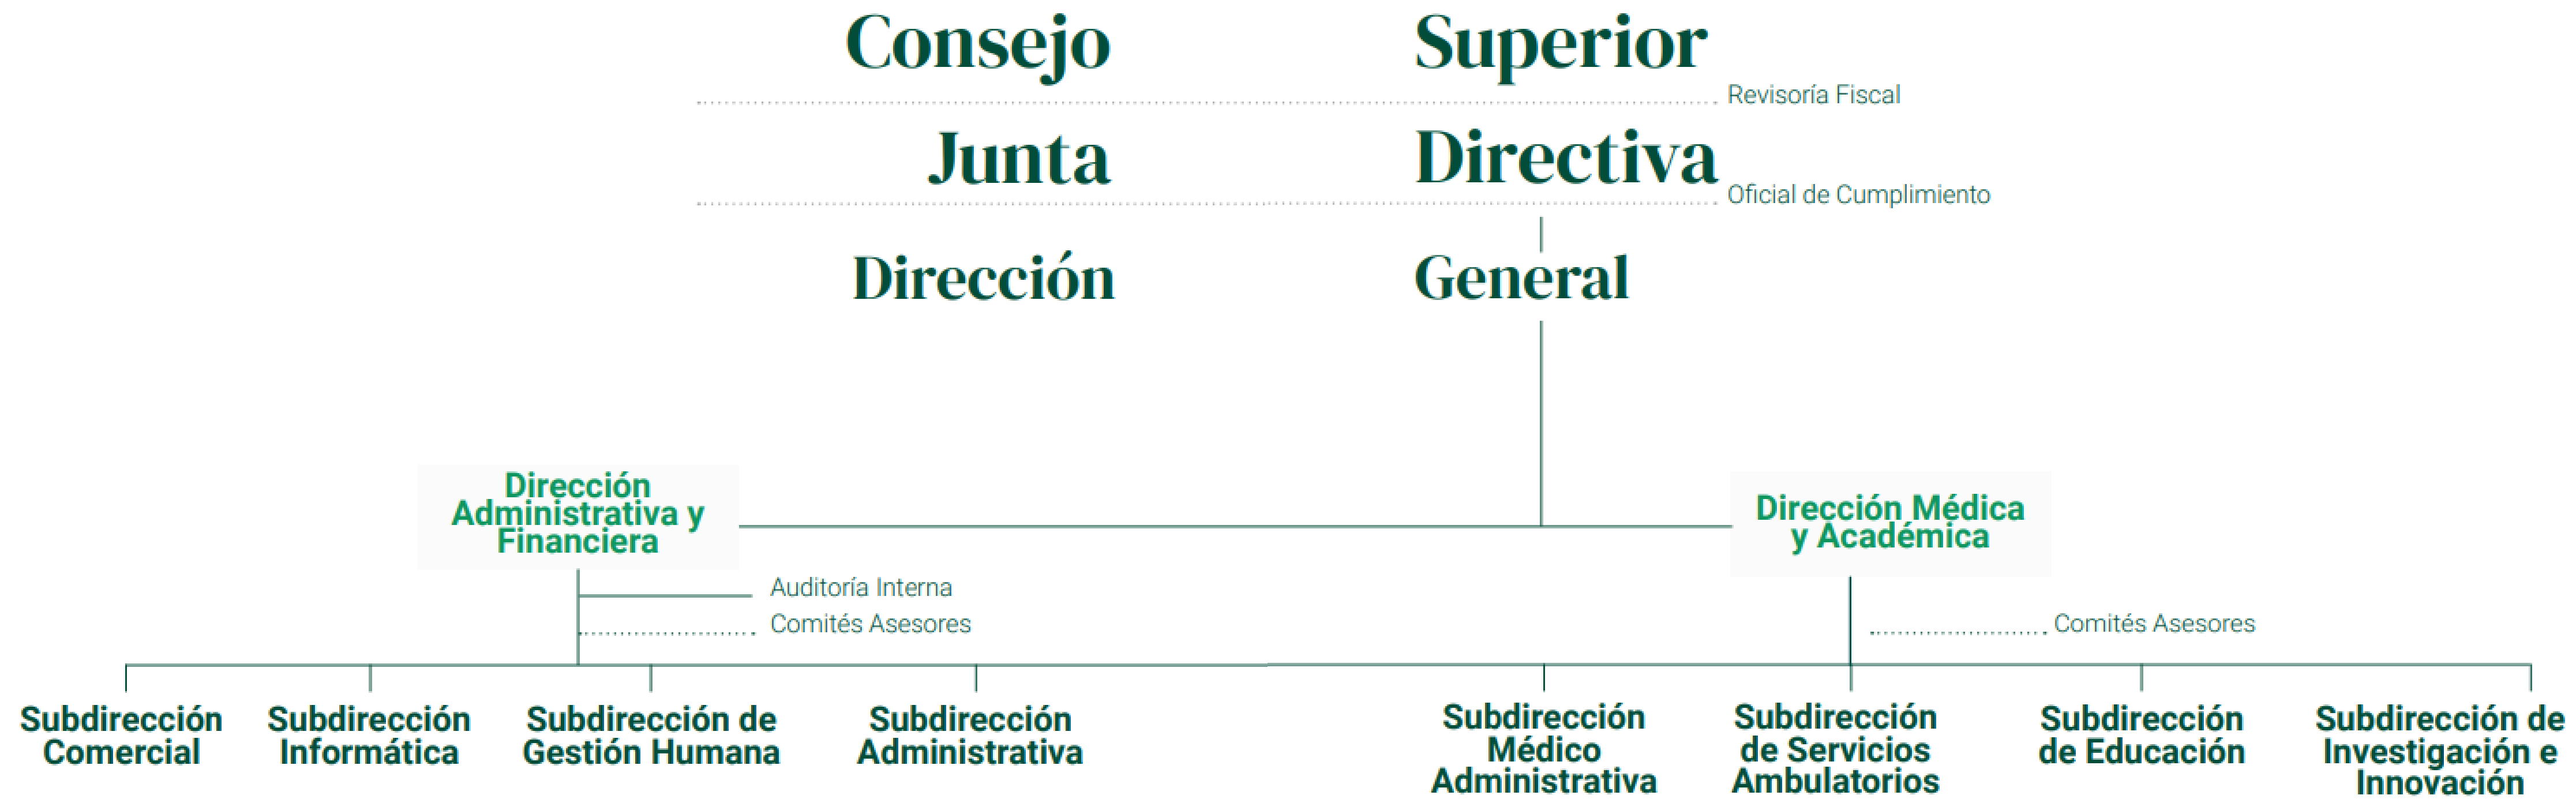 Consejo Superior
Revisoría Fiscal
Junta Directiva
Oficial de Cumplimiento
Dirección General
Dirección
Administrativa y
Financiera
Dirección Médica
y Académica
Auditoría Interna
Comités Asesores
Comités Asesores
Subdirección
Comercial
Subdirección
Informática
Subdirección de
Gestión Humana
Subdirección
Administrativa
Subdirección
Médico
Administrativa
Subdirección
de Servicios
Ambulatorios
Subdirección
de Educación
Subdirección de
Investigación e
Innovación